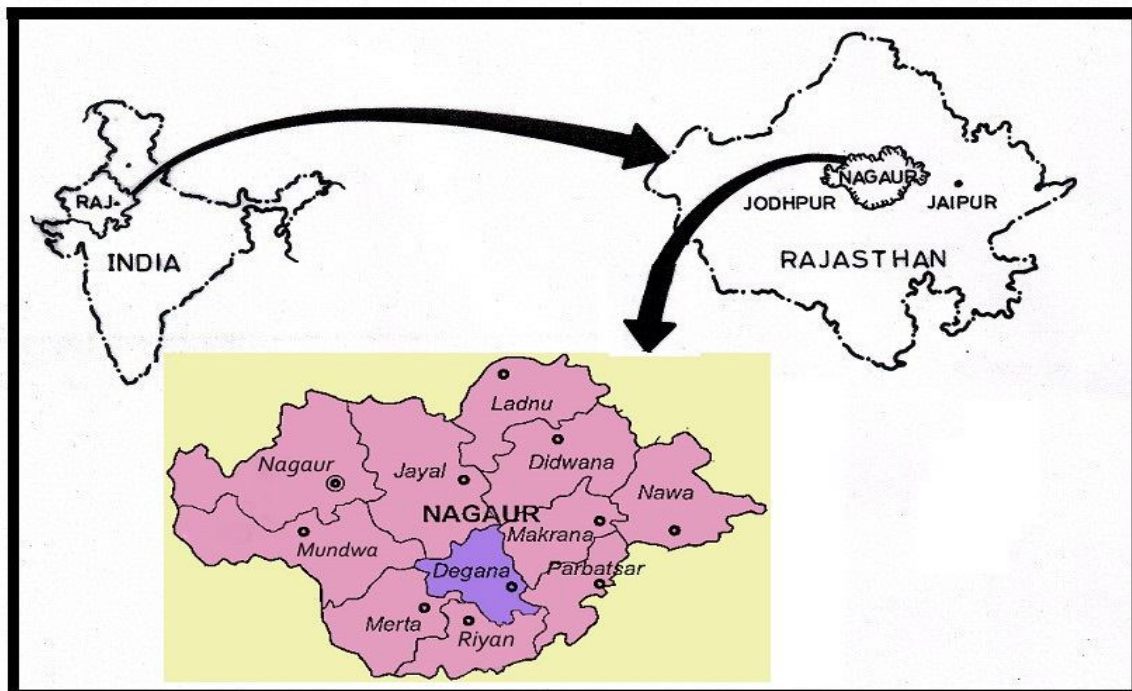 RAJ.
INDIA
NAGAUR
JODHPUR
JAIPUR
RAJASTHAN
Ladnu
Nagaur
Jayal
Didwana
Nawa
NAGAUR
Makrana
Mundwa
Degana
Parbatsar
Merta
Riyan